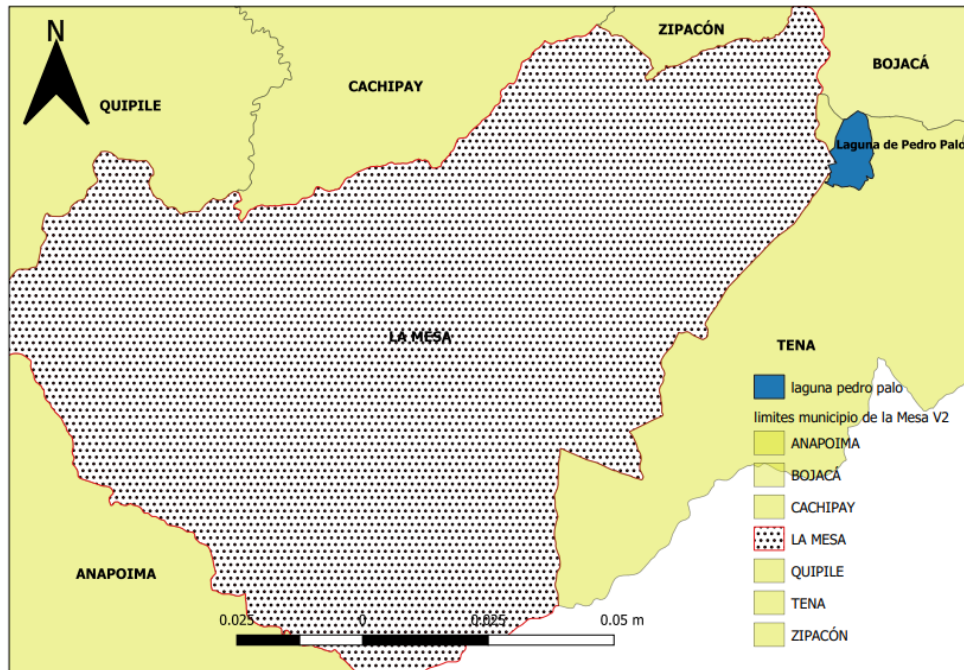 N
ZIPACÓN
BOJACÁ
CACHIPAY
QUIPILE
Laguna de Pedro Paló
LA MESA
TENA
laguna pedro palo
limites municipio de la Mesa V2
ANAPOIMA
BOJACÁ
CACHIPAY
LA MESA
QUIPILE
TENA
ZIPACÓN
ANAPOIMA
0.025 0 0.025 0.05 m